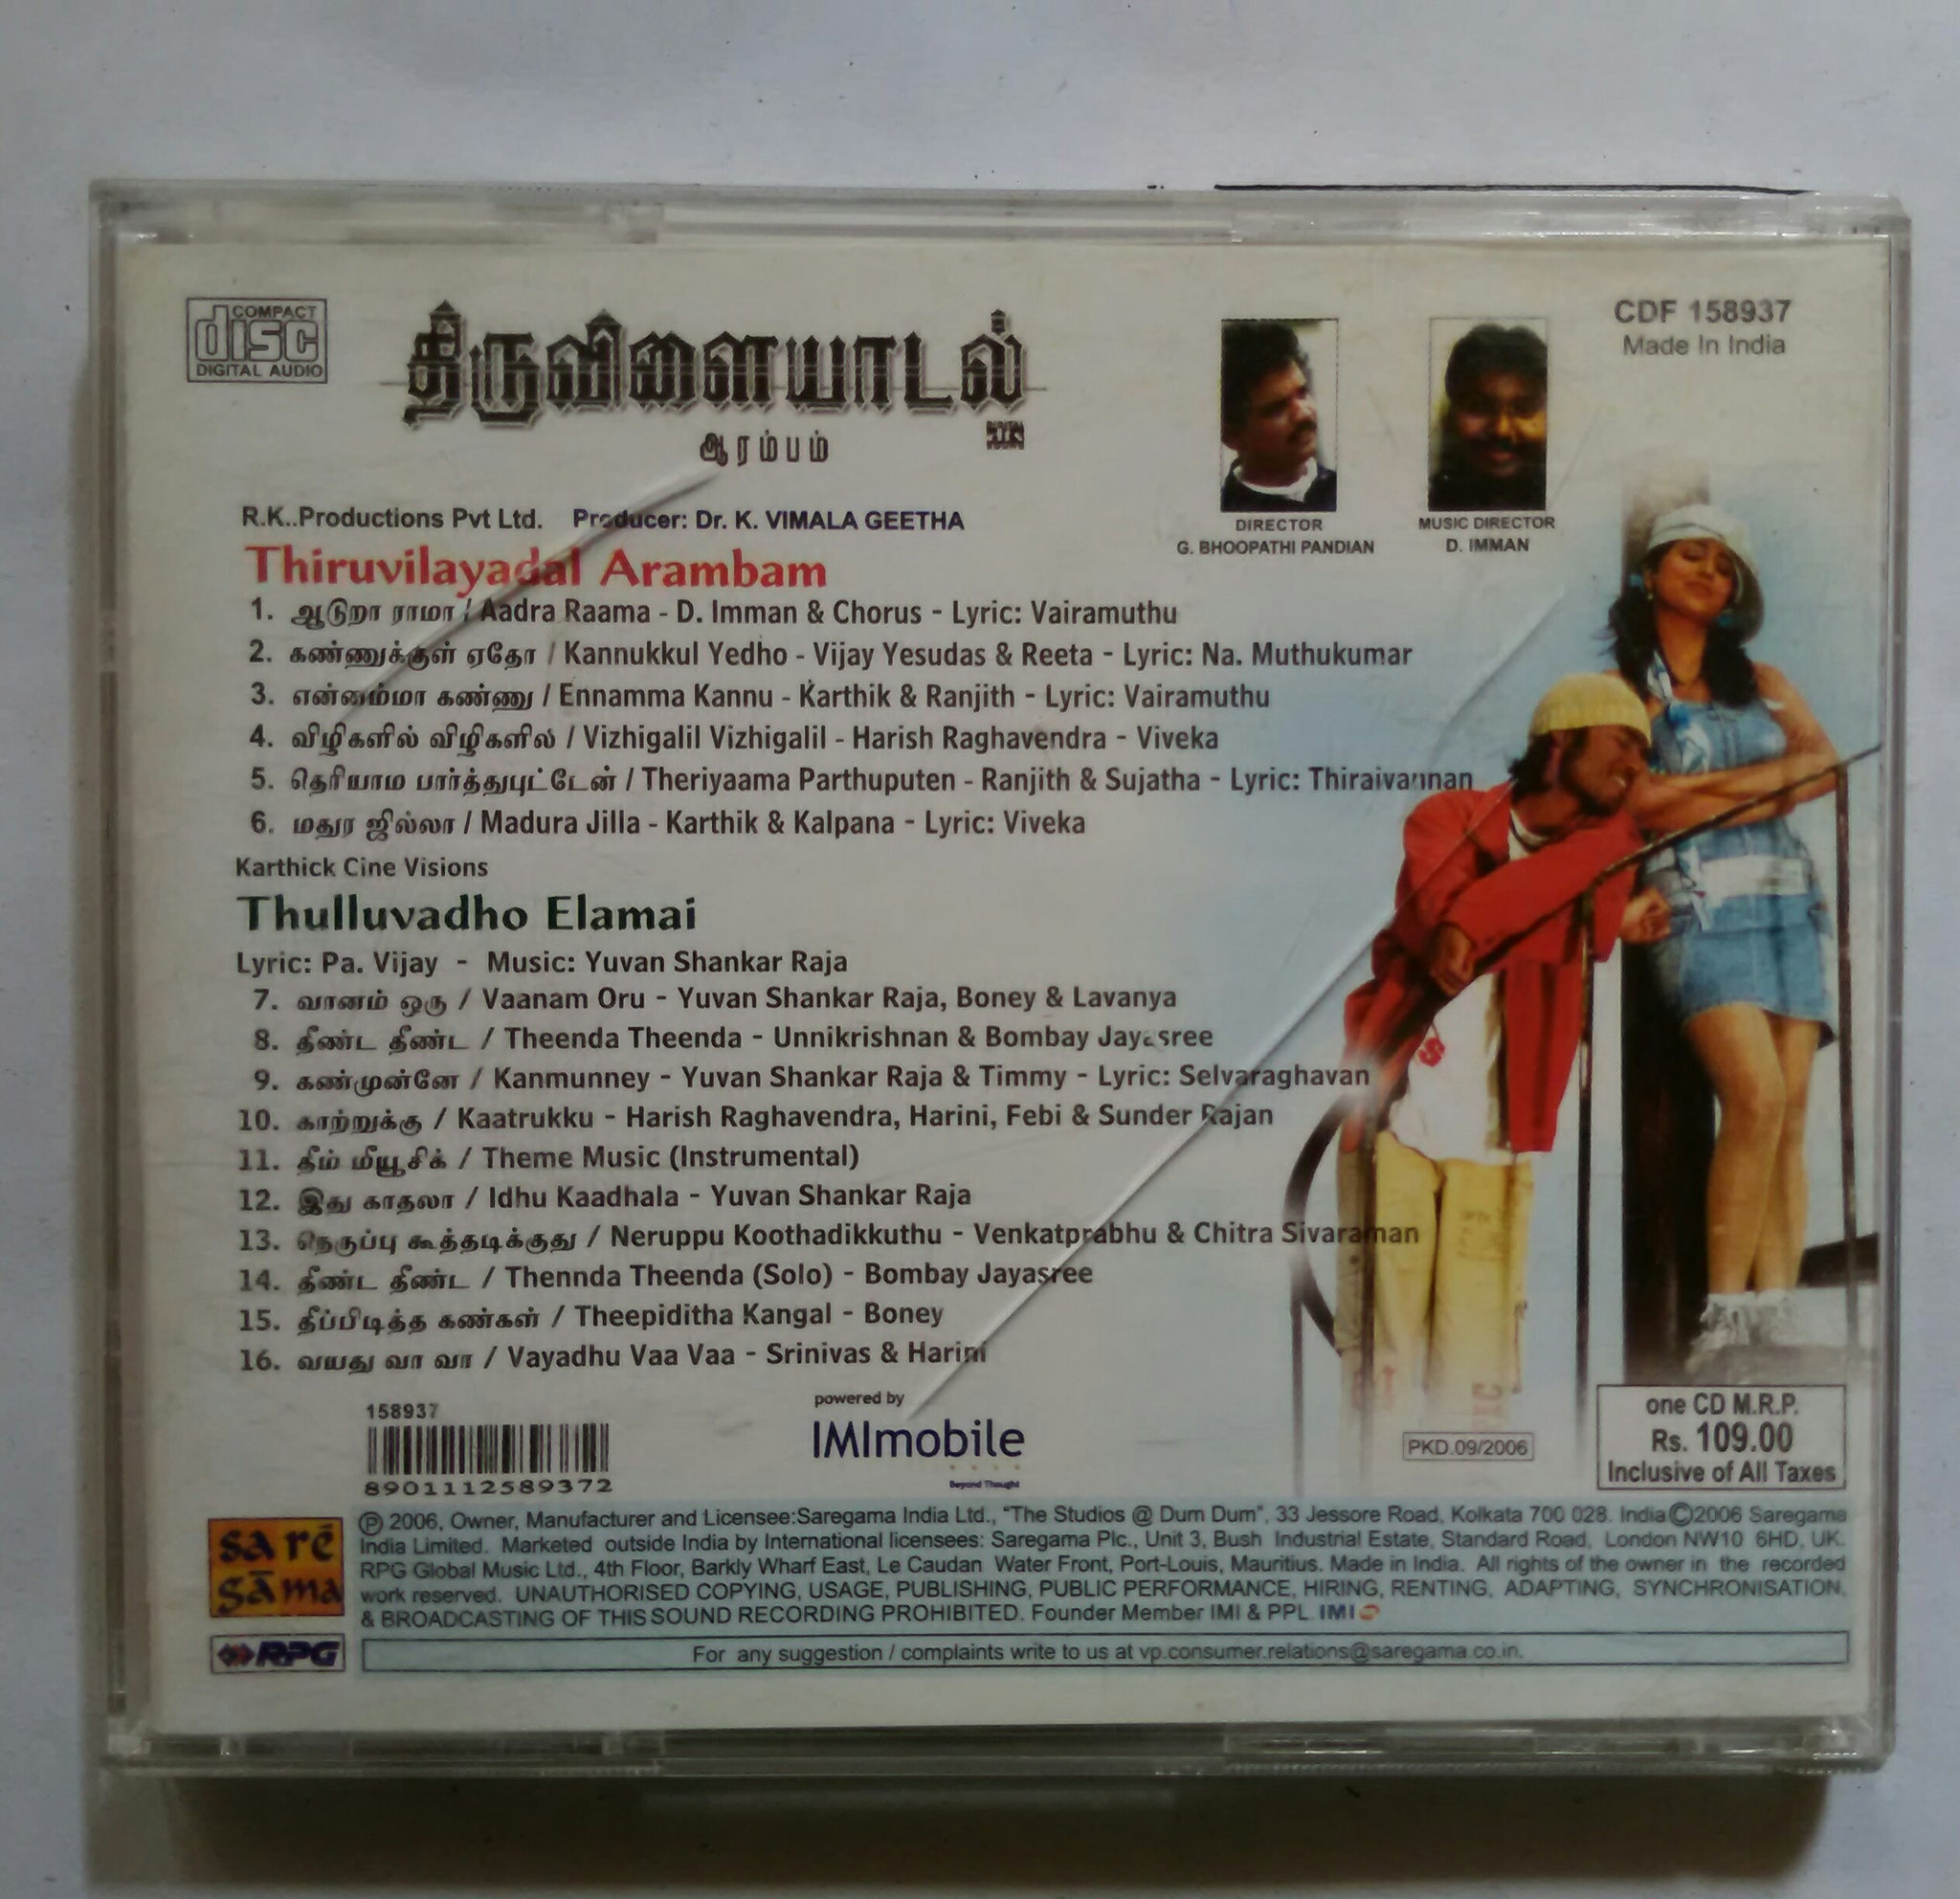 COMPACT
disc
DIGITAL AUDIO
திருவிளையாடல்
ஆரம்பம்
CDF 158937
Made In India
DIRECTOR
G. BHOOPATHI PANDIAN
MUSIC DIRECTOR
D. IMMAN
R.K..Productions Pvt Ltd. Producer: Dr. K. VIMALA GEETHA
Thiruvilayadal Arambam
1. ஆடுறா ராமா / Aadra Raama - D. Imman & Chorus - Lyric: Vairamuthu
2. கண்ணுக்குள் ஏதோ / Kannukkul Yedho - Vijay Yesudas & Reeta - Lyric: Na. Muthukumar
3. என்னம்மா கண்ணு / Ennamma Kannu - Karthik & Ranjith - Lyric: Vairamuthu
4. விழிகளில் விழிகளில் / Vizhigalil Vizhigalil - Harish Raghavendra - Viveka
5. தெரியாம பார்த்துபுட்டேன் / Theriyaama Parthuputen - Ranjith & Sujatha - Lyric: Thiraivannan
6. மதுர ஜில்லா / Madura Jilla - Karthik & Kalpana - Lyric: Viveka
Karthick Cine Visions
Thulluvadho Elamai
Lyric: Pa. Vijay - Music: Yuvan Shankar Raja
7. வானம் ஒரு / Vaanam Oru - Yuvan Shankar Raja, Boney & Lavanya
8. தீண்ட தீண்ட / Theenda Theenda - Unnikrishnan & Bombay Jayasree
9. கண்முன்னே / Kanmunney - Yuvan Shankar Raja & Timmy - Lyric: Selvaraghavan
10. காற்றுக்கு / Kaatrukku - Harish Raghavendra, Harini, Febi & Sunder Rajan
11. தீம் மீயூசிக் / Theme Music (Instrumental)
12. இது காதலா / Idhu Kaadhala - Yuvan Shankar Raja
13. நெருப்பு கூத்தடிக்குது / Neruppu Koothadikkuthu - Venkatprabhu & Chitra Sivaraman
14. தீண்ட தீண்ட / Thennda Theenda (Solo) - Bombay Jayasree
15. தீப்பிடித்த கண்கள் / Theepiditha Kangal - Boney
16. வயது வா வா / Vayadhu Vaa Vaa - Srinivas & Harini
158937
8901112589372
powered by
IMImobile
Beyond Thought
PKD.09/2006
one CD M.R.P.
Rs. 109.00
Inclusive of All Taxes
sa rē
gāma
RPG
Ⓟ 2006, Owner, Manufacturer and Licensee:Saregama India Ltd., "The Studios @ Dum Dum", 33 Jessore Road, Kolkata 700 028. India©2006 Saregama
India Limited. Marketed outside India by International licensees: Saregama Plc., Unit 3, Bush Industrial Estate, Standard Road, London NW10 6HD, UK.
RPG Global Music Ltd., 4th Floor, Barkly Wharf East, Le Caudan Water Front, Port-Louis, Mauritius. Made in India. All rights of the owner in the recorded
work reserved. UNAUTHORISED COPYING, USAGE, PUBLISHING, PUBLIC PERFORMANCE, HIRING, RENTING, ADAPTING, SYNCHRONISATION,
& BROADCASTING OF THIS SOUND RECORDING PROHIBITED. Founder Member IMI & PPL. IMI
For any suggestion / complaints write to us at vp.consumer.relations@saregama.co.in.